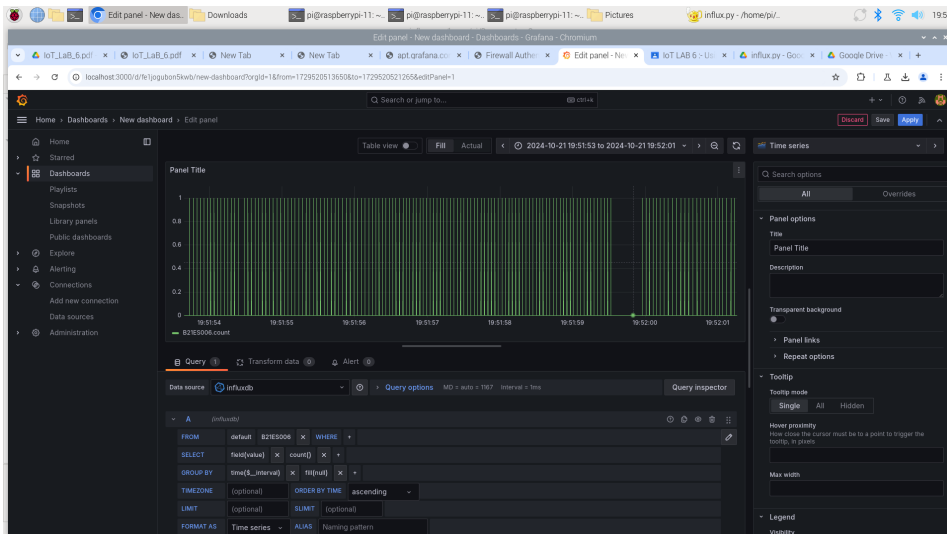 Edit panel - New das..
Downloads
pi@raspberrypi-11: ~..
pi@raspberrypi-11: ~..
Pictures
influx.py - /home/pi/..
Edit panel - New dashboard - Dashboards - Grafana - Chromium
IoT_LaB_6.pdf
IoT_LaB_6.pdf
New Tab
New Tab
apt.grafana.co
Firewall Authe
Edit panel - Ne
IoT LAB 6 :- Us
influx.py - Goo
Google Drive -
localhost:3000/d/fe1jogubon5kwb/new-dashboard?orgId=1&from=1729520513650&to=1729520521265&editPanel=1
Search or jump to...
ctrl+k
Home > Dashboards > New dashboard > Edit panel
Discard
Save
Apply
Home
Starred
Dashboards
Playlists
Snapshots
Library panels
Public dashboards
Explore
Alerting
Connections
Add new connection
Data sources
Administration
Table view
Fill
Actual
2024-10-21 19:51:53 to 2024-10-21 19:52:01
Panel Title
1
0.8
0.6
0.4
0.2
0
19:51:54
19:51:55
19:51:56
19:51:57
19:51:58
19:51:59
19:52:00
19:52:01
B21ES006.count
Query 1
Transform data 0
Alert 0
Data source
influxdb
Query options
MD = auto = 1167
Interval = 1ms
Query inspector
A (influxdb)
FROM default B21ES006 × WHERE +
SELECT field(value) × count() × +
GROUP BY time($__interval) × fill(null) × +
TIMEZONE (optional) ORDER BY TIME ascending
LIMIT (optional) SLIMIT (optional)
FORMAT AS Time series ALIAS Naming pattern
Time series
Search options
All
Overrides
Panel options
Title
Panel Title
Description
Transparent background
Panel links
Repeat options
Tooltip
Tooltip mode
Single
All
Hidden
Hover proximity
How close the cursor must be to a point to trigger the
tooltip, in pixels
Max width
Legend
Visibility